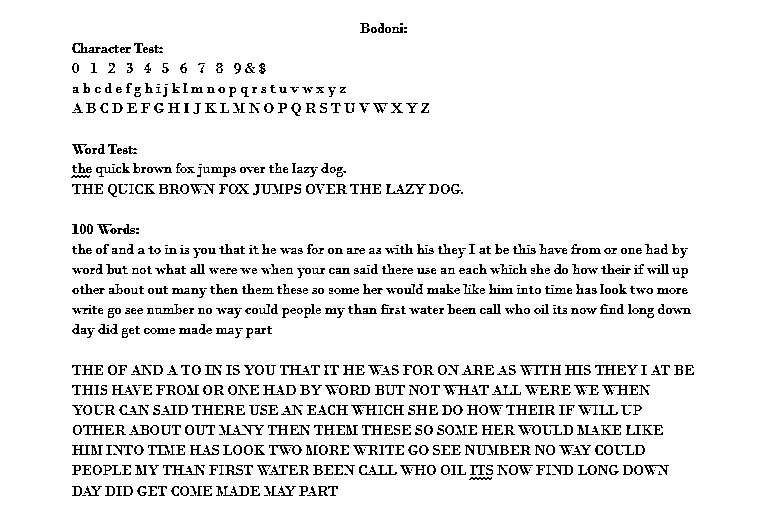 Bodoni:
Character Test:
0 1 2 3 4 5 6 7 8 9 & $
a b c d e f g h i j k l m n o p q r s t u v w x y z
A B C D E F G H I J K L M N O P Q R S T U V W X Y Z
Word Test:
the quick brown fox jumps over the lazy dog.
THE QUICK BROWN FOX JUMPS OVER THE LAZY DOG.
100 Words:
the of and a to in is you that it he was for on are as with his they I at be this have from or one had by
word but not what all were we when your can said there use an each which she do how their if will up
other about out many then them these so some her would make like him into time has look two more
write go see number no way could people my than first water been call who oil its now find long down
day did get come made may part
THE OF AND A TO IN IS YOU THAT IT HE WAS FOR ON ARE AS WITH HIS THEY I AT BE
THIS HAVE FROM OR ONE HAD BY WORD BUT NOT WHAT ALL WERE WE WHEN
YOUR CAN SAID THERE USE AN EACH WHICH SHE DO HOW THEIR IF WILL UP
OTHER ABOUT OUT MANY THEN THEM THESE SO SOME HER WOULD MAKE LIKE
HIM INTO TIME HAS LOOK TWO MORE WRITE GO SEE NUMBER NO WAY COULD
PEOPLE MY THAN FIRST WATER BEEN CALL WHO OIL ITS NOW FIND LONG DOWN
DAY DID GET COME MADE MAY PART